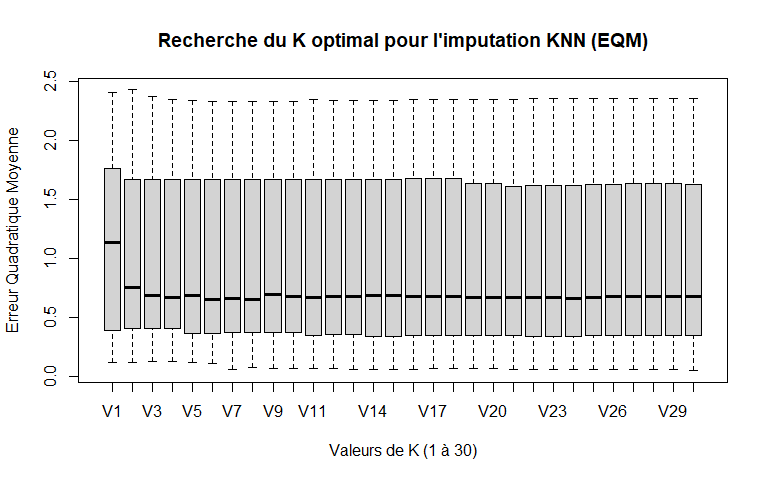 Recherche du K optimal pour l'imputation KNN (EQM)
Erreur Quadratique Moyenne
2.5
2.0
1.5
1.0
0.5
0.0
V1 V3 V5 V7 V9 V11 V14 V17 V20 V23 V26 V29
Valeurs de K (1 à 30)